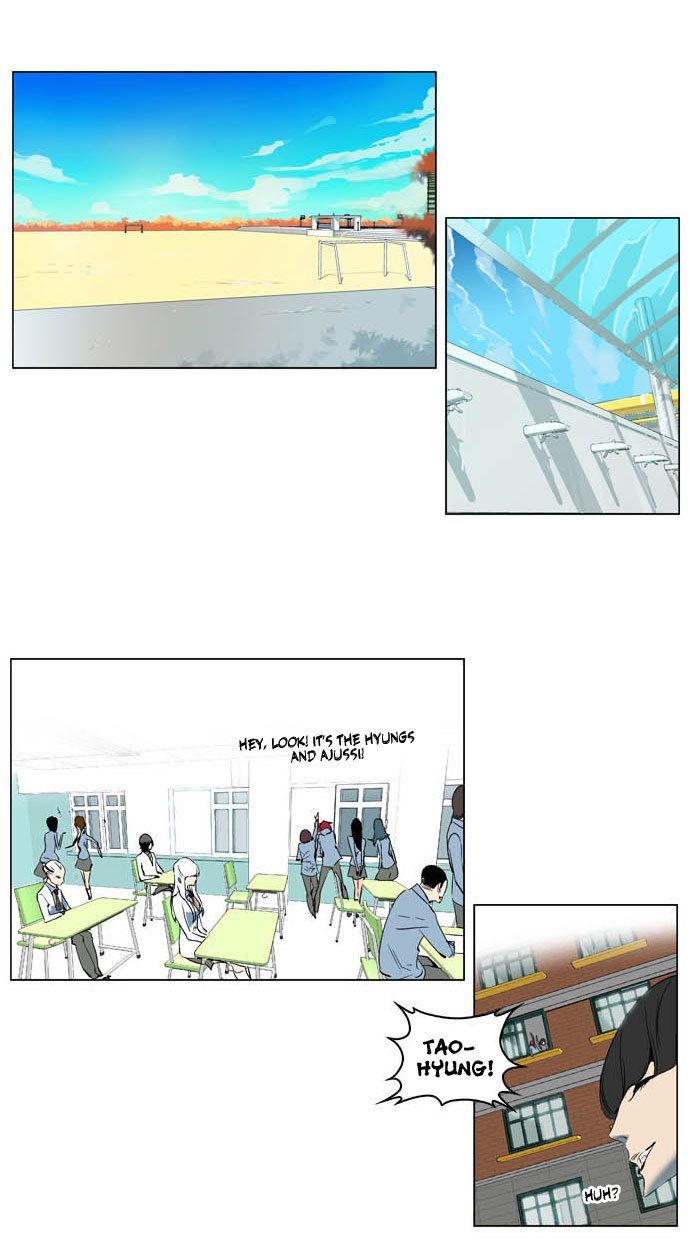 HEY, LOOK! IT'S THE HYUNGS
AND AJUSSI!
TAO-
HYUNG!
HUH?